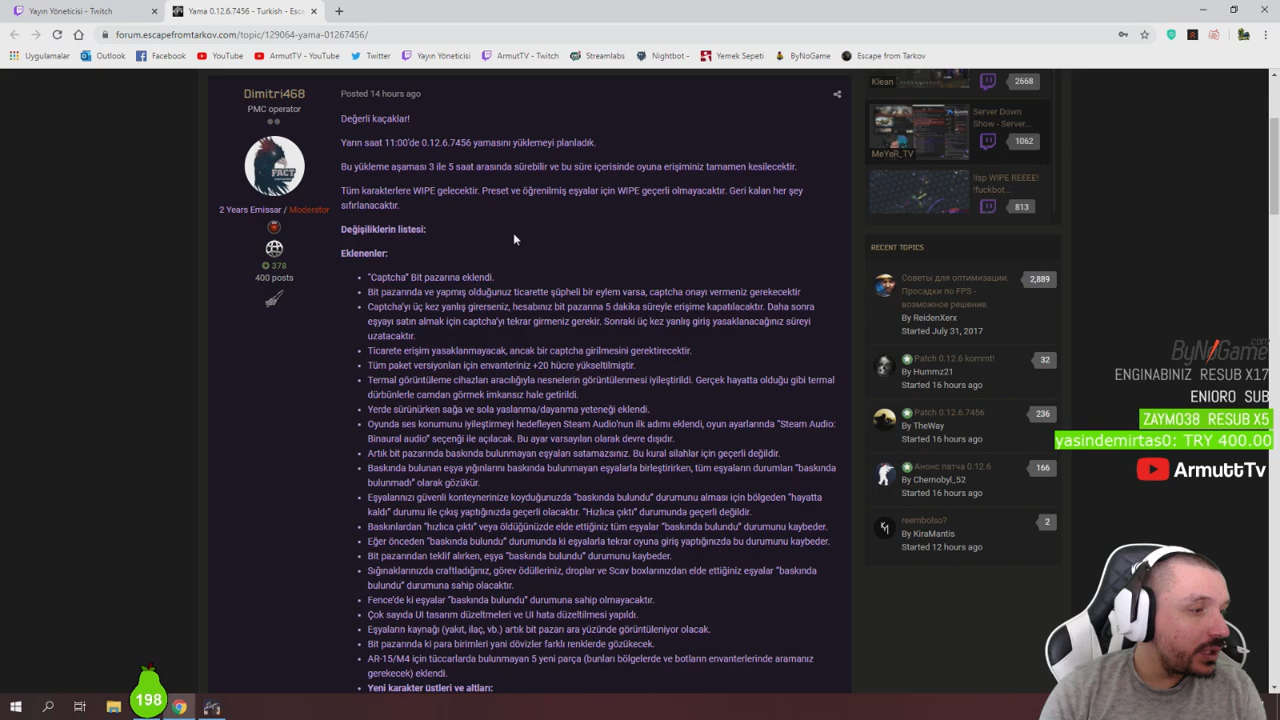 Yayın Yöneticisi - Twitch
Yama 0.12.6.7456 - Turkish - Esc
forum.escapefromtarkov.com/topic/129064-yama-01267456/
Uygulamalar
Outlook
Facebook
YouTube
ArmutTV - YouTube
Twitter
Yayın Yöneticisi
ArmutTV - Twitch
Streamlabs
Nightbot -
Yemek Sepeti
ByNoGame
Escape from Tarkov
Dimitri468
PMC operator
FACT
2 Years Emissar / Moderator
378
400 posts
Posted 14 hours ago
Değerli kaçaklar!
Yarın saat 11:00'de 0.12.6.7456 yamasını yüklemeyi planladık.
Bu yükleme aşaması 3 ile 5 saat arasında sürebilir ve bu süre içerisinde oyuna erişiminiz tamamen kesilecektir.
Tüm karakterlere WIPE gelecektir. Preset ve öğrenilmiş eşyalar için WIPE geçerli olmayacaktır. Geri kalan her şey
sıfırlanacaktır.
Değişiliklerin listesi:
Eklenenler:
• "Captcha" Bit pazarına eklendi.
• Bit pazarında ve yapmış olduğunuz ticarette şüpheli bir eylem varsa, captcha onayı vermeniz gerekecektir
• Captcha'yı üç kez yanlış girerseniz, hesabınız bit pazarına 5 dakika süreyle erişime kapatılacaktır. Daha sonra
eşyayı satın almak için captcha'yı tekrar girmeniz gerekir. Sonraki üç kez yanlış giriş yasaklanacağınız süreyi
uzatacaktır.
• Ticarete erişim yasaklanmayacak, ancak bir captcha girilmesini gerektirecektir.
• Tüm paket versiyonları için envanteriniz +20 hücre yükseltilmiştir.
• Termal görüntüleme cihazları aracılığıyla nesnelerin görüntülenmesi iyileştirildi. Gerçek hayatta olduğu gibi termal
dürbünlerle camdan görmek imkansız hale getirildi.
• Yerde sürünürken sağa ve sola yaslanma/dayanma yeteneği eklendi.
• Oyunda ses konumunu iyileştirmeyi hedefleyen Steam Audio'nun ilk adımı eklendi, oyun ayarlarında "Steam Audio:
Binaural audio" seçenği ile açılacak. Bu ayar varsayılan olarak devre dışıdır.
• Artık bit pazarında baskında bulunmayan eşyaları satamazsınız. Bu kural silahlar için geçerli değildir.
• Baskında bulunan eşya yığınlarını baskında bulunmayan eşyalarla birleştirirken, tüm eşyaların durumları "baskında
bulunmadı" olarak gözükür.
• Eşyalarınızı güvenli konteynerinize koyduğunuzda "baskında bulundu" durumunu alması için bölgeden "hayatta
kaldı" durumu ile çıkış yaptığınızda geçerli olacaktır. "Hızlıca çıktı" durumunda geçerli değildir.
• Baskınlardan "hızlıca çıktı" veya öldüğünüzde elde ettiğiniz tüm eşyalar "baskında bulundu" durumunu kaybeder.
• Eğer önceden "baskında bulundu" durumunda ki eşyalarla tekrar oyuna giriş yaptığınızda bu durumunu kaybeder.
• Bit pazarından teklif alırken, eşya "baskında bulundu" durumunu kaybeder.
• Sığınaklarınızda craftladığınız, görev ödülleriniz, droplar ve Scav boxlarınızdan elde ettiğiniz eşyalar "baskında
bulundu" durumuna sahip olacaktır.
• Fence'de ki eşyalar "baskında bulundu" durumuna sahip olmayacaktır.
• Çok sayıda UI tasarım düzeltmeleri ve UI hata düzeltilmesi yapıldı.
• Eşyaların kaynağı (yakıt, ilaç, vb.) artık bit pazarı ara yüzünde görüntüleniyor olacak.
• Bit pazarında ki para birimleri yani dövizler farklı renklerde gözükecek.
• AR-15/M4 için tüccarlarda bulunmayan 5 yeni parça (bunları bölgelerde ve botların envanterlerinde aramanız
gerekecek) eklendi.
• Yeni karakter üstleri ve altları:
Klean
2668
Server Down
Show - Server...
MeYeR_TV
1062
!isp WIPE REEEE!
!fuckbot...
813
RECENT TOPICS
Советы для оптимизации.
Просадки по FPS -
возможное решение.
By ReidenXerx
Started July 31, 2017
2,889
Patch 0.12.6 kommt!
By Hummz21
Started 16 hours ago
32
Patch 0.12.6.7456
By TheWay
Started 16 hours ago
236
Анонс патча 0.12.6
By Chernobyl_52
Started 16 hours ago
166
reembolso?
By KiraMantis
Started 12 hours ago
2
ByNoGame.com
ENGINABINIZ RESUB X17
ENIORO SUB
ZAYM038 RESUB X5
yasindemirtas0: TRY 400.00
ArmuttTv
198